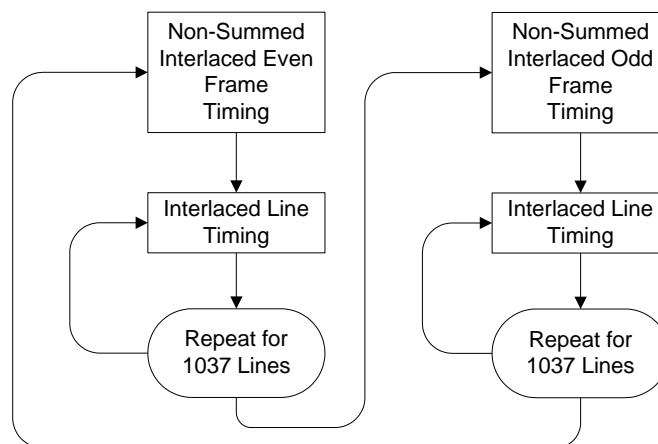 Non-Summed
Interlaced Even
Frame
Timing
Interlaced Line
Timing
Repeat for
1037 Lines
Non-Summed
Interlaced Odd
Frame
Timing
Interlaced Line
Timing
Repeat for
1037 Lines